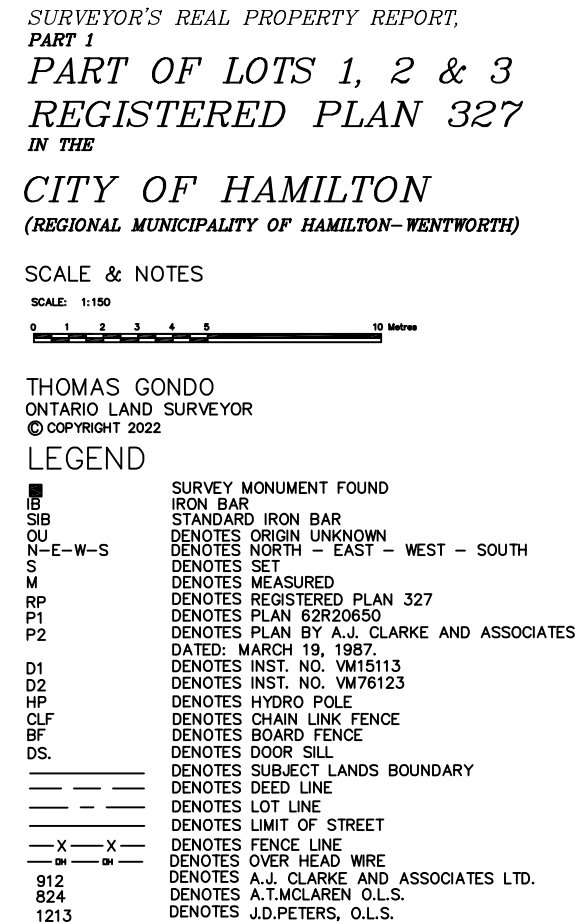 SURVEYOR'S REAL PROPERTY REPORT,
PART 1
PART OF LOTS 1, 2 & 3
REGISTERED PLAN 327
IN THE
CITY OF HAMILTON
(REGIONAL MUNICIPALITY OF HAMILTON-WENTWORTH)
SCALE & NOTES
SCALE: 1:150
0 1 2 3 4 5 10 Metres
THOMAS GONDO
ONTARIO LAND SURVEYOR
© COPYRIGHT 2022
LEGEND
SURVEY MONUMENT FOUND
IB IRON BAR
SIB STANDARD IRON BAR
OU DENOTES ORIGIN UNKNOWN
N-E-W-S DENOTES NORTH - EAST - WEST - SOUTH
S DENOTES SET
M DENOTES MEASURED
RP DENOTES REGISTERED PLAN 327
P1 DENOTES PLAN 62R20650
P2 DENOTES PLAN BY A.J. CLARKE AND ASSOCIATES
DATED: MARCH 19, 1987.
D1 DENOTES INST. NO. VM15113
D2 DENOTES INST. NO. VM76123
HP DENOTES HYDRO POLE
CLF DENOTES CHAIN LINK FENCE
BF DENOTES BOARD FENCE
DS. DENOTES DOOR SILL
DENOTES SUBJECT LANDS BOUNDARY
DENOTES DEED LINE
DENOTES LOT LINE
DENOTES LIMIT OF STREET
X X DENOTES FENCE LINE
OH OH DENOTES OVER HEAD WIRE
912 DENOTES A.J. CLARKE AND ASSOCIATES LTD.
824 DENOTES A.T.MCLAREN O.L.S.
1213 DENOTES J.D.PETERS, O.L.S.